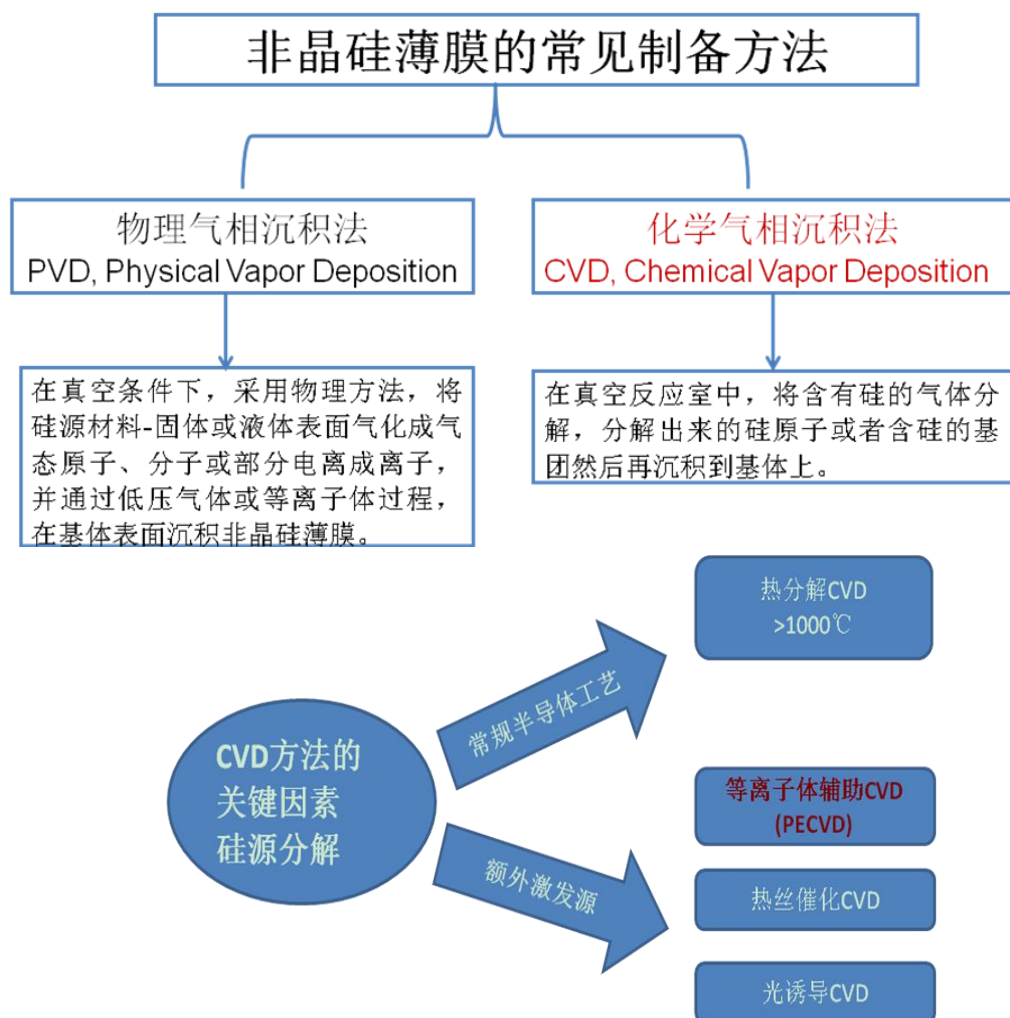 非晶硅薄膜的常见制备方法
物理气相沉积法
PVD, Physical Vapor Deposition
化学气相沉积法
CVD, Chemical Vapor Deposition
在真空条件下，采用物理方法，将
硅源材料-固体或液体表面气化成气
态原子、分子或部分电离成离子，
并通过低压气体或等离子体过程，
在基体表面沉积非晶硅薄膜。
在真空反应室中，将含有硅的气体分
解，分解出来的硅原子或者含硅的基
团然后再沉积到基体上。
CVD方法的
关键因素
硅源分解
常规半导体工艺
热分解CVD
>1000℃
额外激发源
等离子体辅助CVD
(PECVD)
热丝催化CVD
光诱导CVD